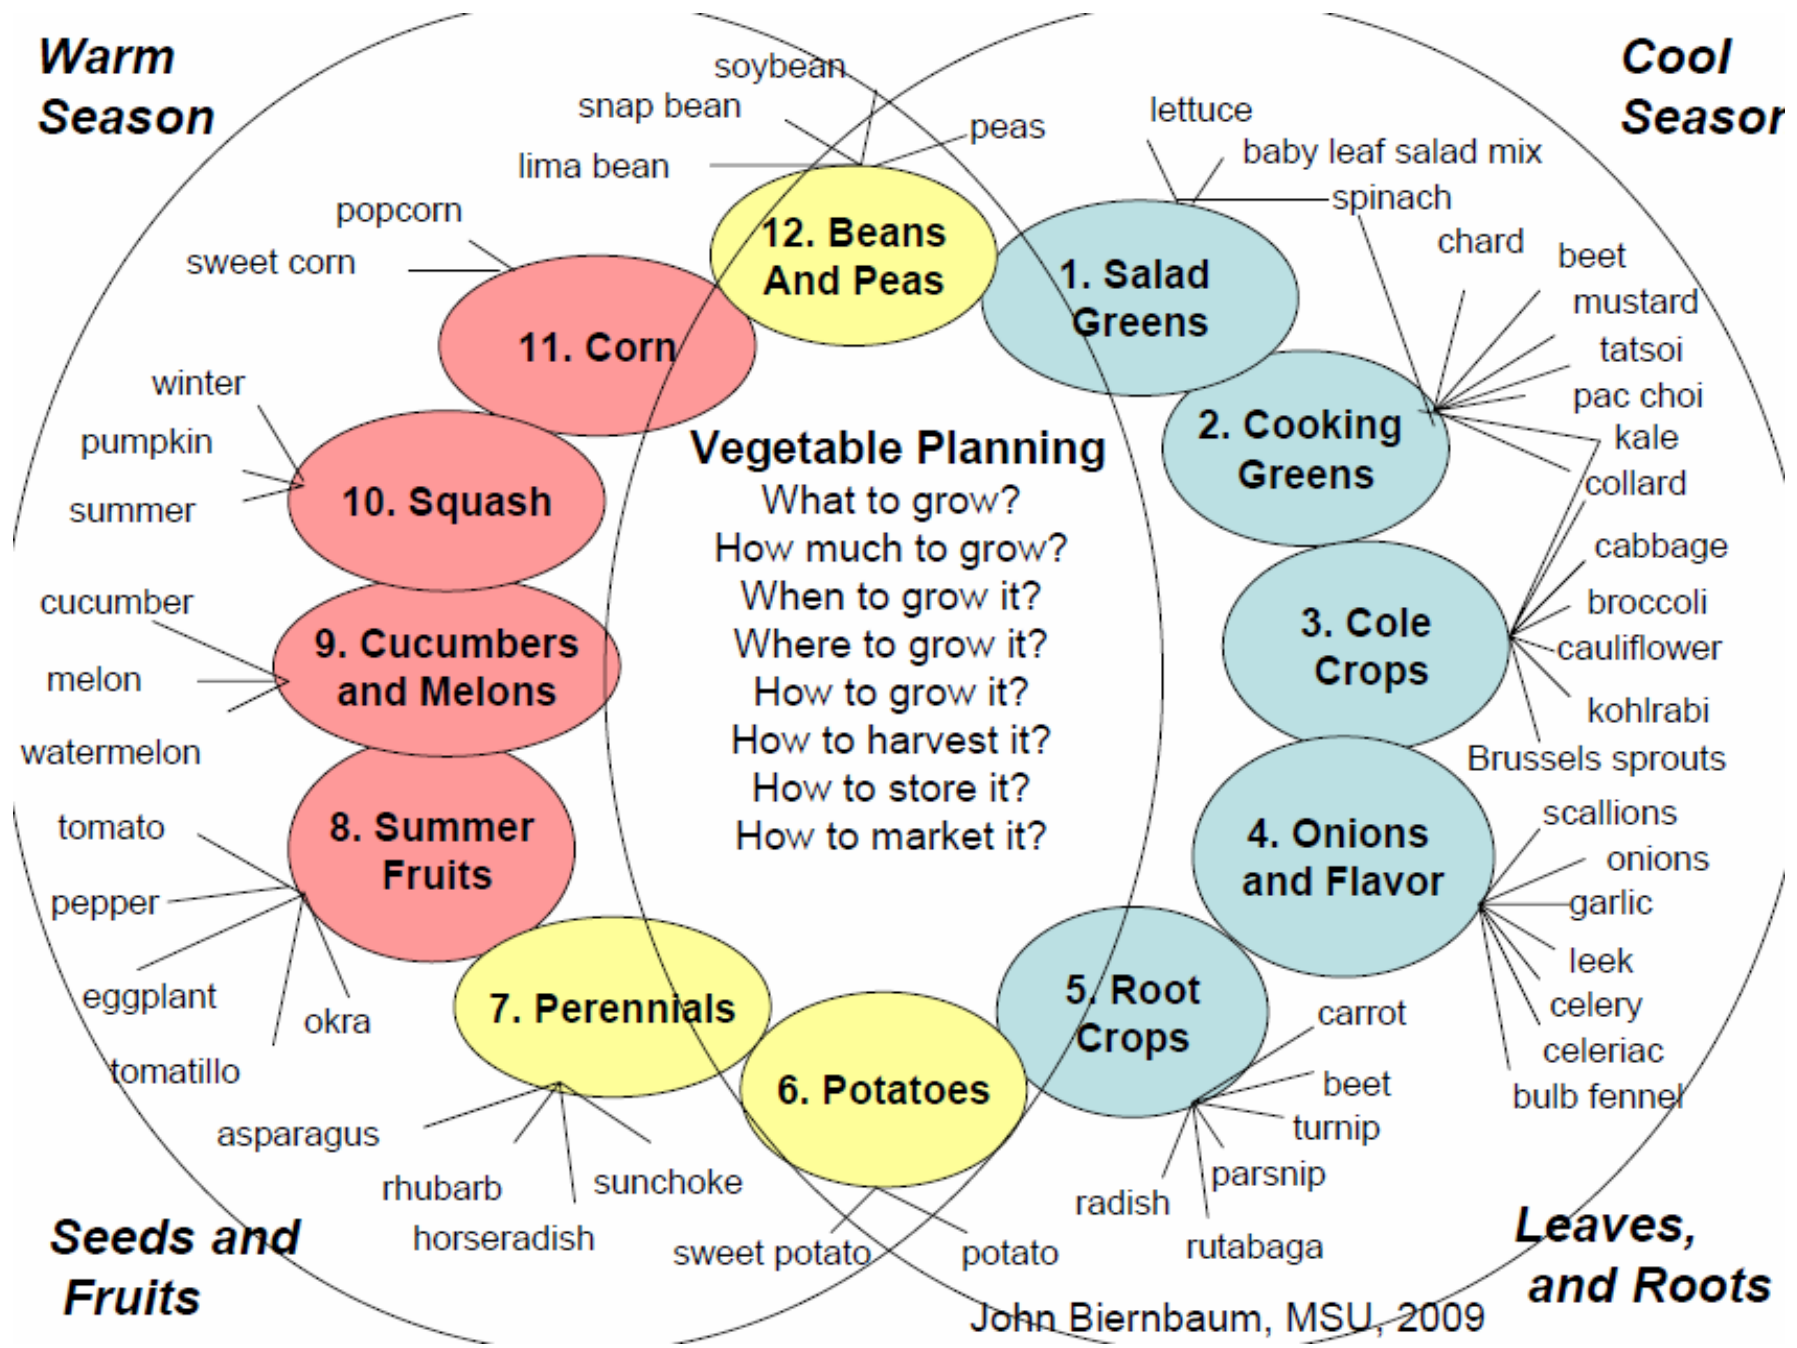 Warm
Season
Cool
Season
soybean
snap bean
lima bean
peas
lettuce
baby leaf salad mix
spinach
chard
beet
mustard
tatsoi
pac choi
kale
collard
cabbage
broccoli
cauliflower
kohlrabi
Brussels sprouts
scallions
onions
garlic
leek
celery
celeriac
bulb fennel
carrot
beet
turnip
parsnip
radish
rutabaga
potato
sweet potato
sunchoke
horseradish
rhubarb
asparagus
okra
tomatillo
eggplant
pepper
tomato
watermelon
melon
cucumber
summer
pumpkin
winter
sweet corn
popcorn
12. Beans
And Peas
1. Salad
Greens
2. Cooking
Greens
3. Cole
Crops
4. Onions
and Flavor
5. Root
Crops
6. Potatoes
7. Perennials
8. Summer
Fruits
9. Cucumbers
and Melons
10. Squash
11. Corn
Vegetable Planning
What to grow?
How much to grow?
When to grow it?
Where to grow it?
How to grow it?
How to harvest it?
How to store it?
How to market it?
Seeds and
Fruits
Leaves,
and Roots
John Biernbaum, MSU, 2009